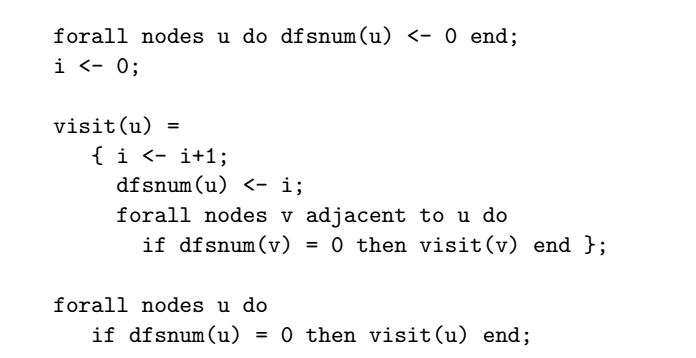 forall nodes u do dfsnum(u) <- 0 end;
i <- 0;
visit(u) =
{ i <- i+1;
dfsnum(u) <- i;
forall nodes v adjacent to u do
if dfsnum(v) = 0 then visit(v) end };
forall nodes u do
if dfsnum(u) = 0 then visit(u) end;